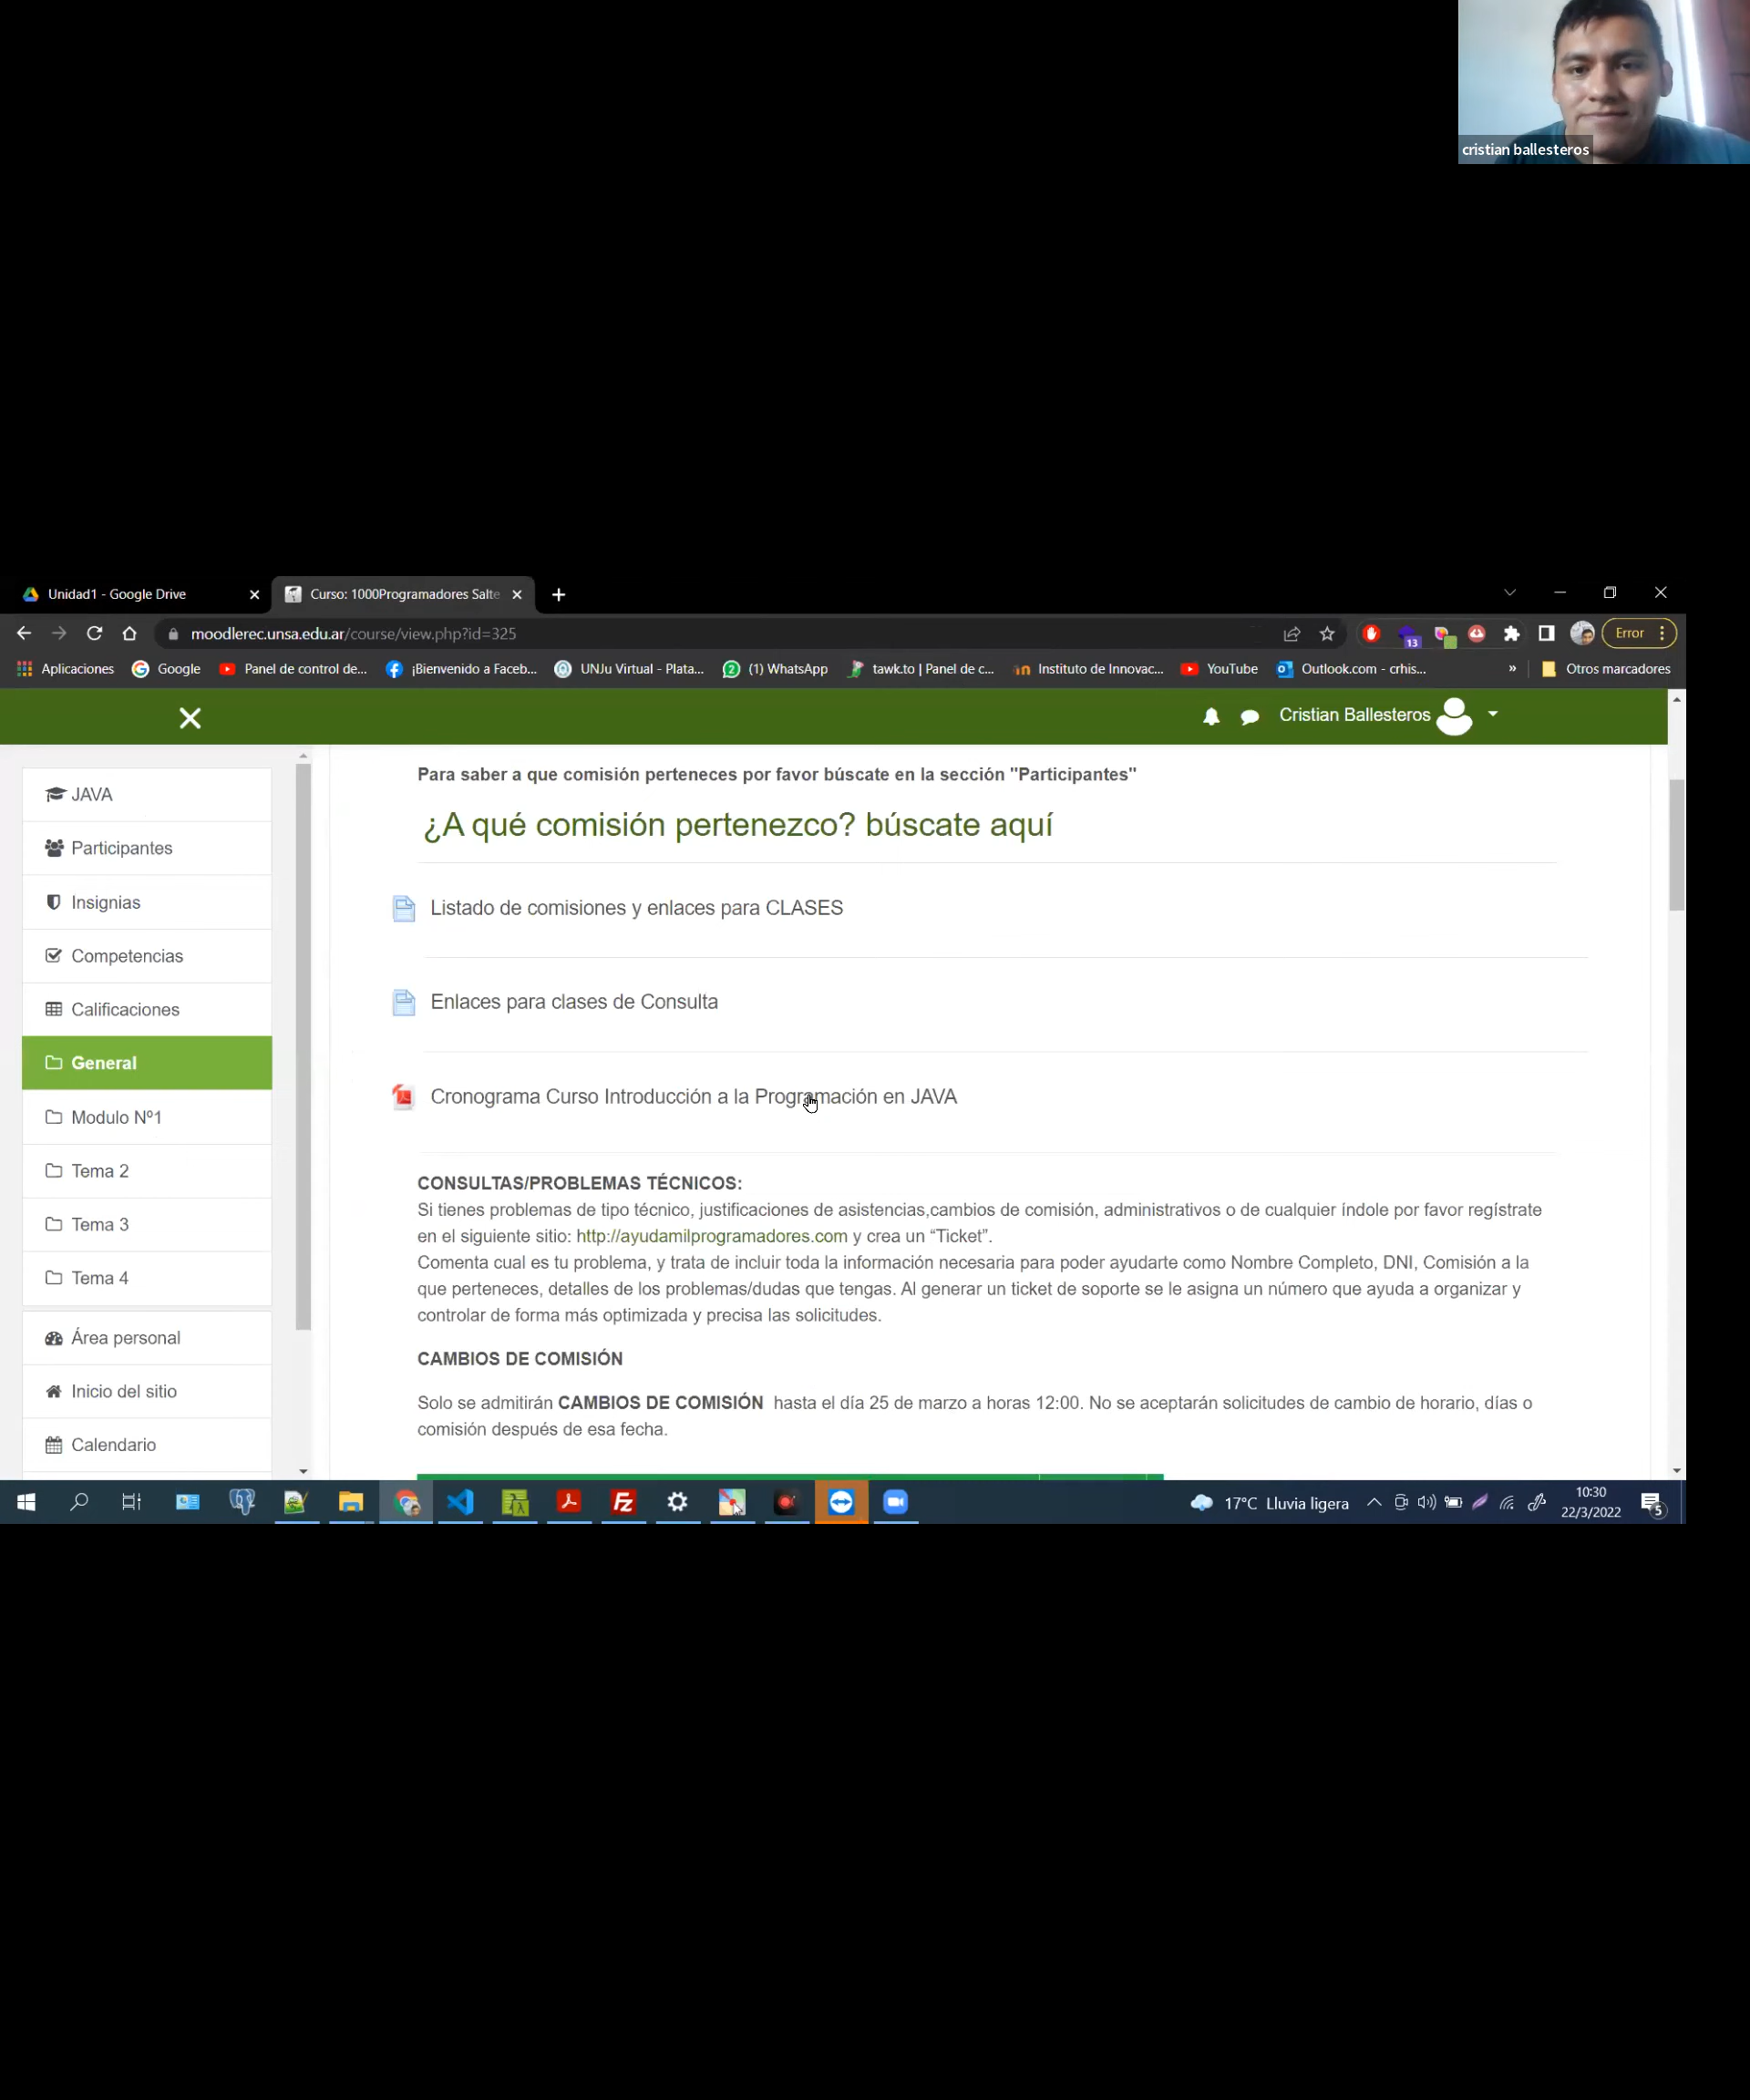 cristian ballesteros
Unidad1 - Google Drive
Curso: 1000Programadores Salte
moodlerec.unsa.edu.ar/course/view.php?id=325
13
Error
Aplicaciones
Google
Panel de control de...
¡Bienvenido a Faceb...
UNJu Virtual - Plata...
(1) WhatsApp
tawk.to | Panel de c...
Instituto de Innovac...
YouTube
Outlook.com - crhis...
»
Otros marcadores
Cristian Ballesteros
JAVA
Participantes
Insignias
Competencias
Calificaciones
General
Modulo Nº1
Tema 2
Tema 3
Tema 4
Área personal
Inicio del sitio
Calendario
Para saber a que comisión perteneces por favor búscate en la sección "Participantes"
¿A qué comisión pertenezco? búscate aquí
Listado de comisiones y enlaces para CLASES
Enlaces para clases de Consulta
Cronograma Curso Introducción a la Programación en JAVA
CONSULTAS/PROBLEMAS TÉCNICOS:
Si tienes problemas de tipo técnico, justificaciones de asistencias,cambios de comisión, administrativos o de cualquier índole por favor regístrate
en el siguiente sitio: http://ayudamilprogramadores.com y crea un “Ticket”.
Comenta cual es tu problema, y trata de incluir toda la información necesaria para poder ayudarte como Nombre Completo, DNI, Comisión a la
que perteneces, detalles de los problemas/dudas que tengas. Al generar un ticket de soporte se le asigna un número que ayuda a organizar y
controlar de forma más optimizada y precisa las solicitudes.
CAMBIOS DE COMISIÓN
Solo se admitirán CAMBIOS DE COMISIÓN hasta el día 25 de marzo a horas 12:00. No se aceptarán solicitudes de cambio de horario, días o
comisión después de esa fecha.
17°C Lluvia ligera
10:30
22/3/2022
5